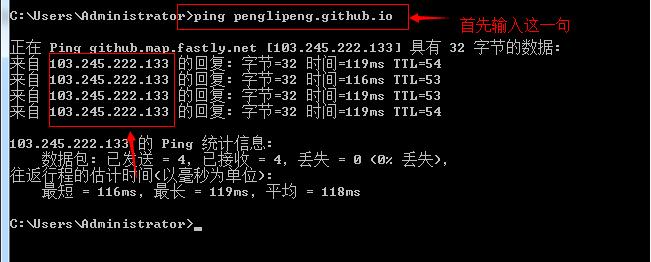 C:\Users\Administrator>ping penglipeng.github.io
首先输入这一句
正在 Ping github.map.fastly.net [103.245.222.133] 具有 32 字节的数据:
来自 103.245.222.133 的回复: 字节=32 时间=119ms TTL=54
来自 103.245.222.133 的回复: 字节=32 时间=116ms TTL=53
来自 103.245.222.133 的回复: 字节=32 时间=119ms TTL=53
来自 103.245.222.133 的回复: 字节=32 时间=119ms TTL=54
103.245.222.133 的 Ping 统计信息:
数据包: 已发送 = 4, 已接收 = 4, 丢失 = 0 (0% 丢失),
往返行程的估计时间(以毫秒为单位):
最短 = 116ms, 最长 = 119ms, 平均 = 118ms
C:\Users\Administrator>_